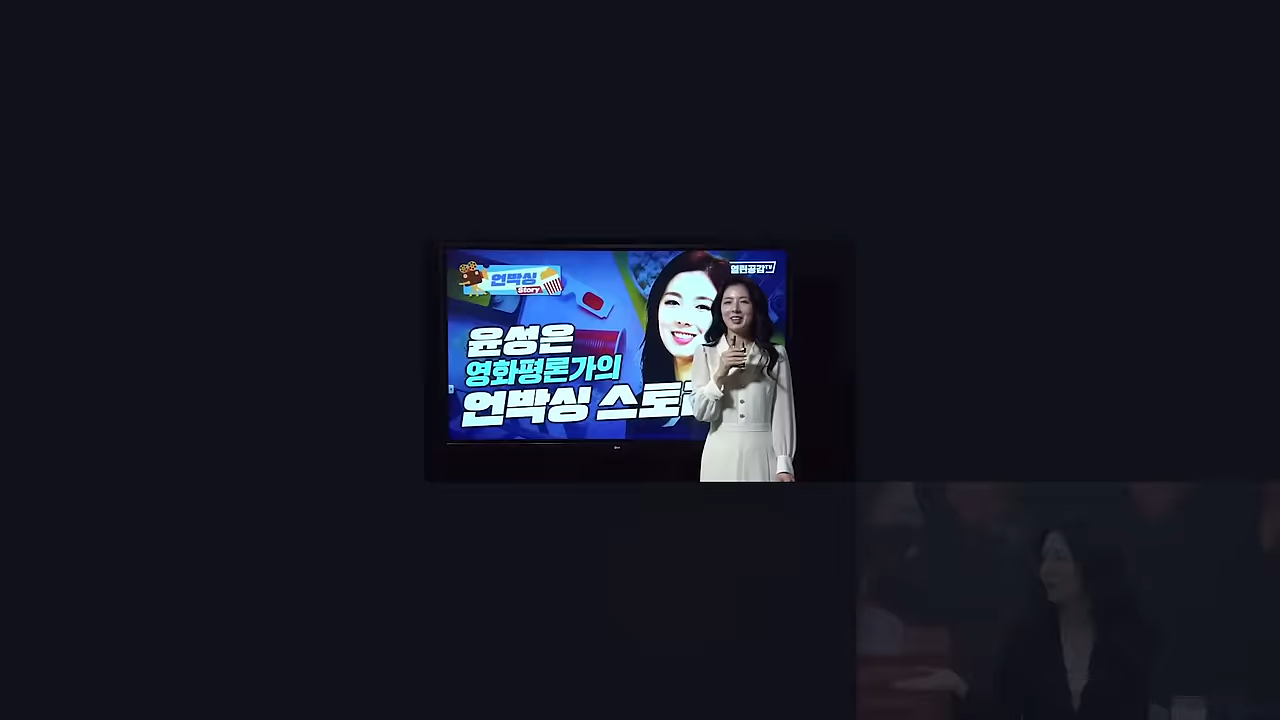 언박싱
Story
열린공감TV
윤성은
영화평론가의
언박싱 스토